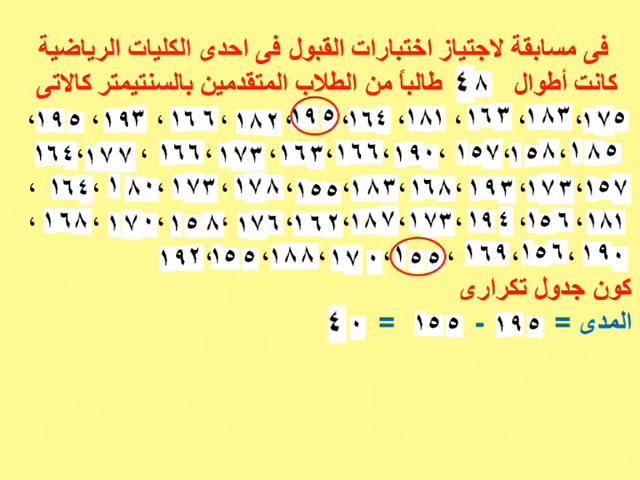 فى مسابقة لاجتياز اختبارات القبول فى احدى الكليات الرياضية
كانت أطوال ٤٨ طالباً من الطلاب المتقدمين بالسنتيمتر كالاتى
١٧٥، ١٨٣، ١٦٣، ١٨١، ١٦٤، ١٩٥، ١٨٢، ١٦٦، ١٩٣، ١٩٥،
١٨٥، ١٥٨، ١٥٧، ١٩٠، ١٦٦، ١٦٣، ١٧٣، ١٦٦، ١٧٧، ١٦٤
١٥٧، ١٧٣، ١٩٣، ١٦٨، ١٨٣، ١٥٥، ١٧٨، ١٧٣، ١٨٠، ١٦٤،
١٨١، ١٥٦، ١٩٤، ١٧٣، ١٨٧، ١٦٢، ١٧٦، ١٥٨، ١٧٠، ١٦٨،
١٩٠، ١٥٦، ١٦٩، ١٥٥، ١٧٠، ١٨٨، ١٥٥، ١٩٢
كون جدول تكرارى
المدى = ١٩٥ - ١٥٥ = ٤٠